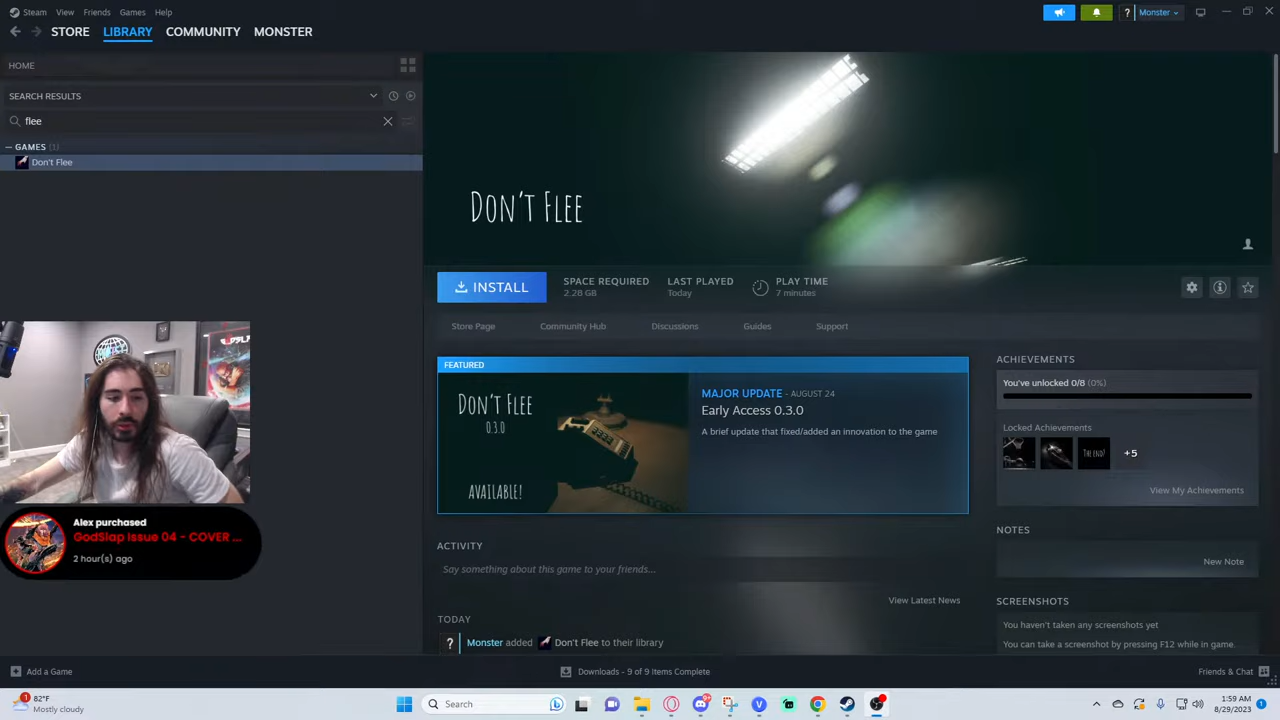 Steam View Friends Games Help
Monster
STORE LIBRARY COMMUNITY MONSTER
HOME
SEARCH RESULTS
flee
GAMES (1)
Don't Flee
DON'T FLEE
INSTALL
SPACE REQUIRED
2.28 GB
LAST PLAYED
Today
PLAY TIME
7 minutes
Store Page Community Hub Discussions Guides Support
FEATURED
DON'T FLEE
0.3.0
AVAILABLE!
MAJOR UPDATE - AUGUST 24
Early Access 0.3.0
A brief update that fixed/added an innovation to the game
ACHIEVEMENTS
You've unlocked 0/8 (0%)
Locked Achievements
THE END!
+5
View My Achievements
NOTES
New Note
SCREENSHOTS
You haven't taken any screenshots yet
You can take a screenshot by pressing F12 while in game.
ACTIVITY
Say something about this game to your friends...
View Latest News
TODAY
? Monster added Don't Flee to their library
Alex purchased
GodSlap Issue 04 - COVER ...
2 hour(s) ago
Add a Game
Downloads - 9 of 9 Items Complete
Friends & Chat
82°F
Mostly cloudy
Search
1:59 AM
8/29/2023